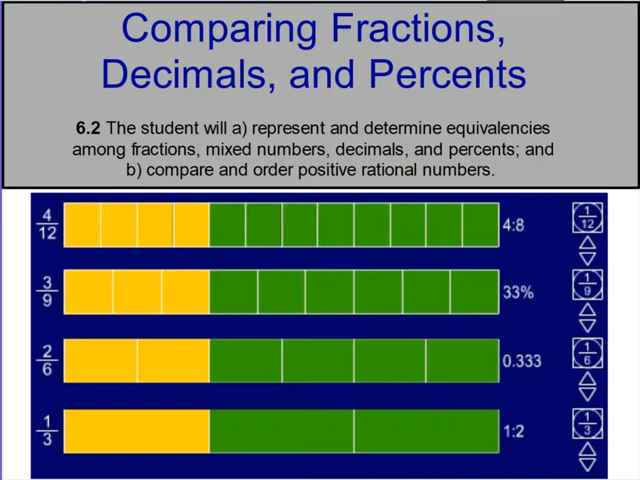 Comparing Fractions,
Decimals, and Percents
6.2 The student will a) represent and determine equivalencies
among fractions, mixed numbers, decimals, and percents; and
b) compare and order positive rational numbers.
4/12 4:8 1/12
3/9 33% 1/9
2/6 0.333 1/6
1/3 1:2 1/3